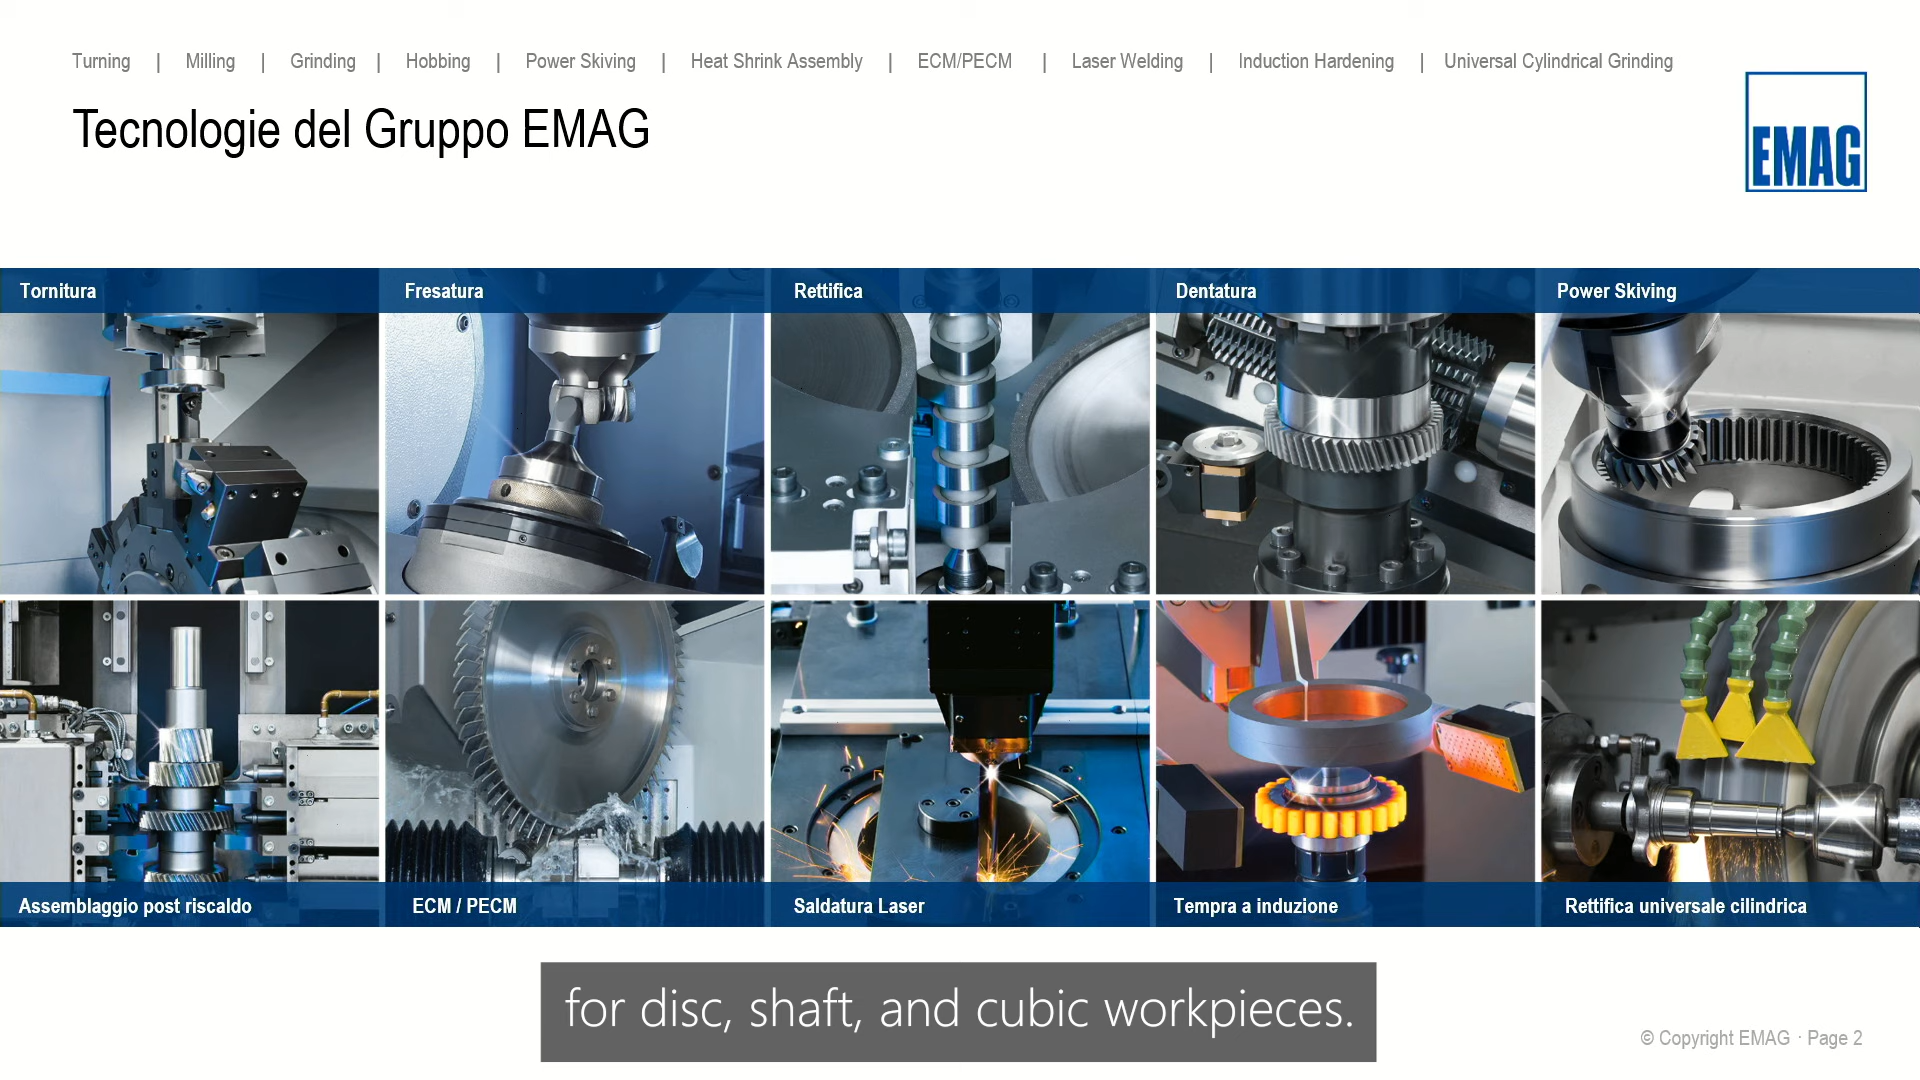 Turning | Milling | Grinding | Hobbing | Power Skiving | Heat Shrink Assembly | ECM/PECM | Laser Welding | Induction Hardening | Universal Cylindrical Grinding
Tecnologie del Gruppo EMAG
EMAG
Tornitura
Fresatura
Rettifica
Dentatura
Power Skiving
Assemblaggio post riscaldo
ECM / PECM
Saldatura Laser
Tempra a induzione
Rettifica universale cilindrica
for disc, shaft, and cubic workpieces.
© Copyright EMAG · Page 2